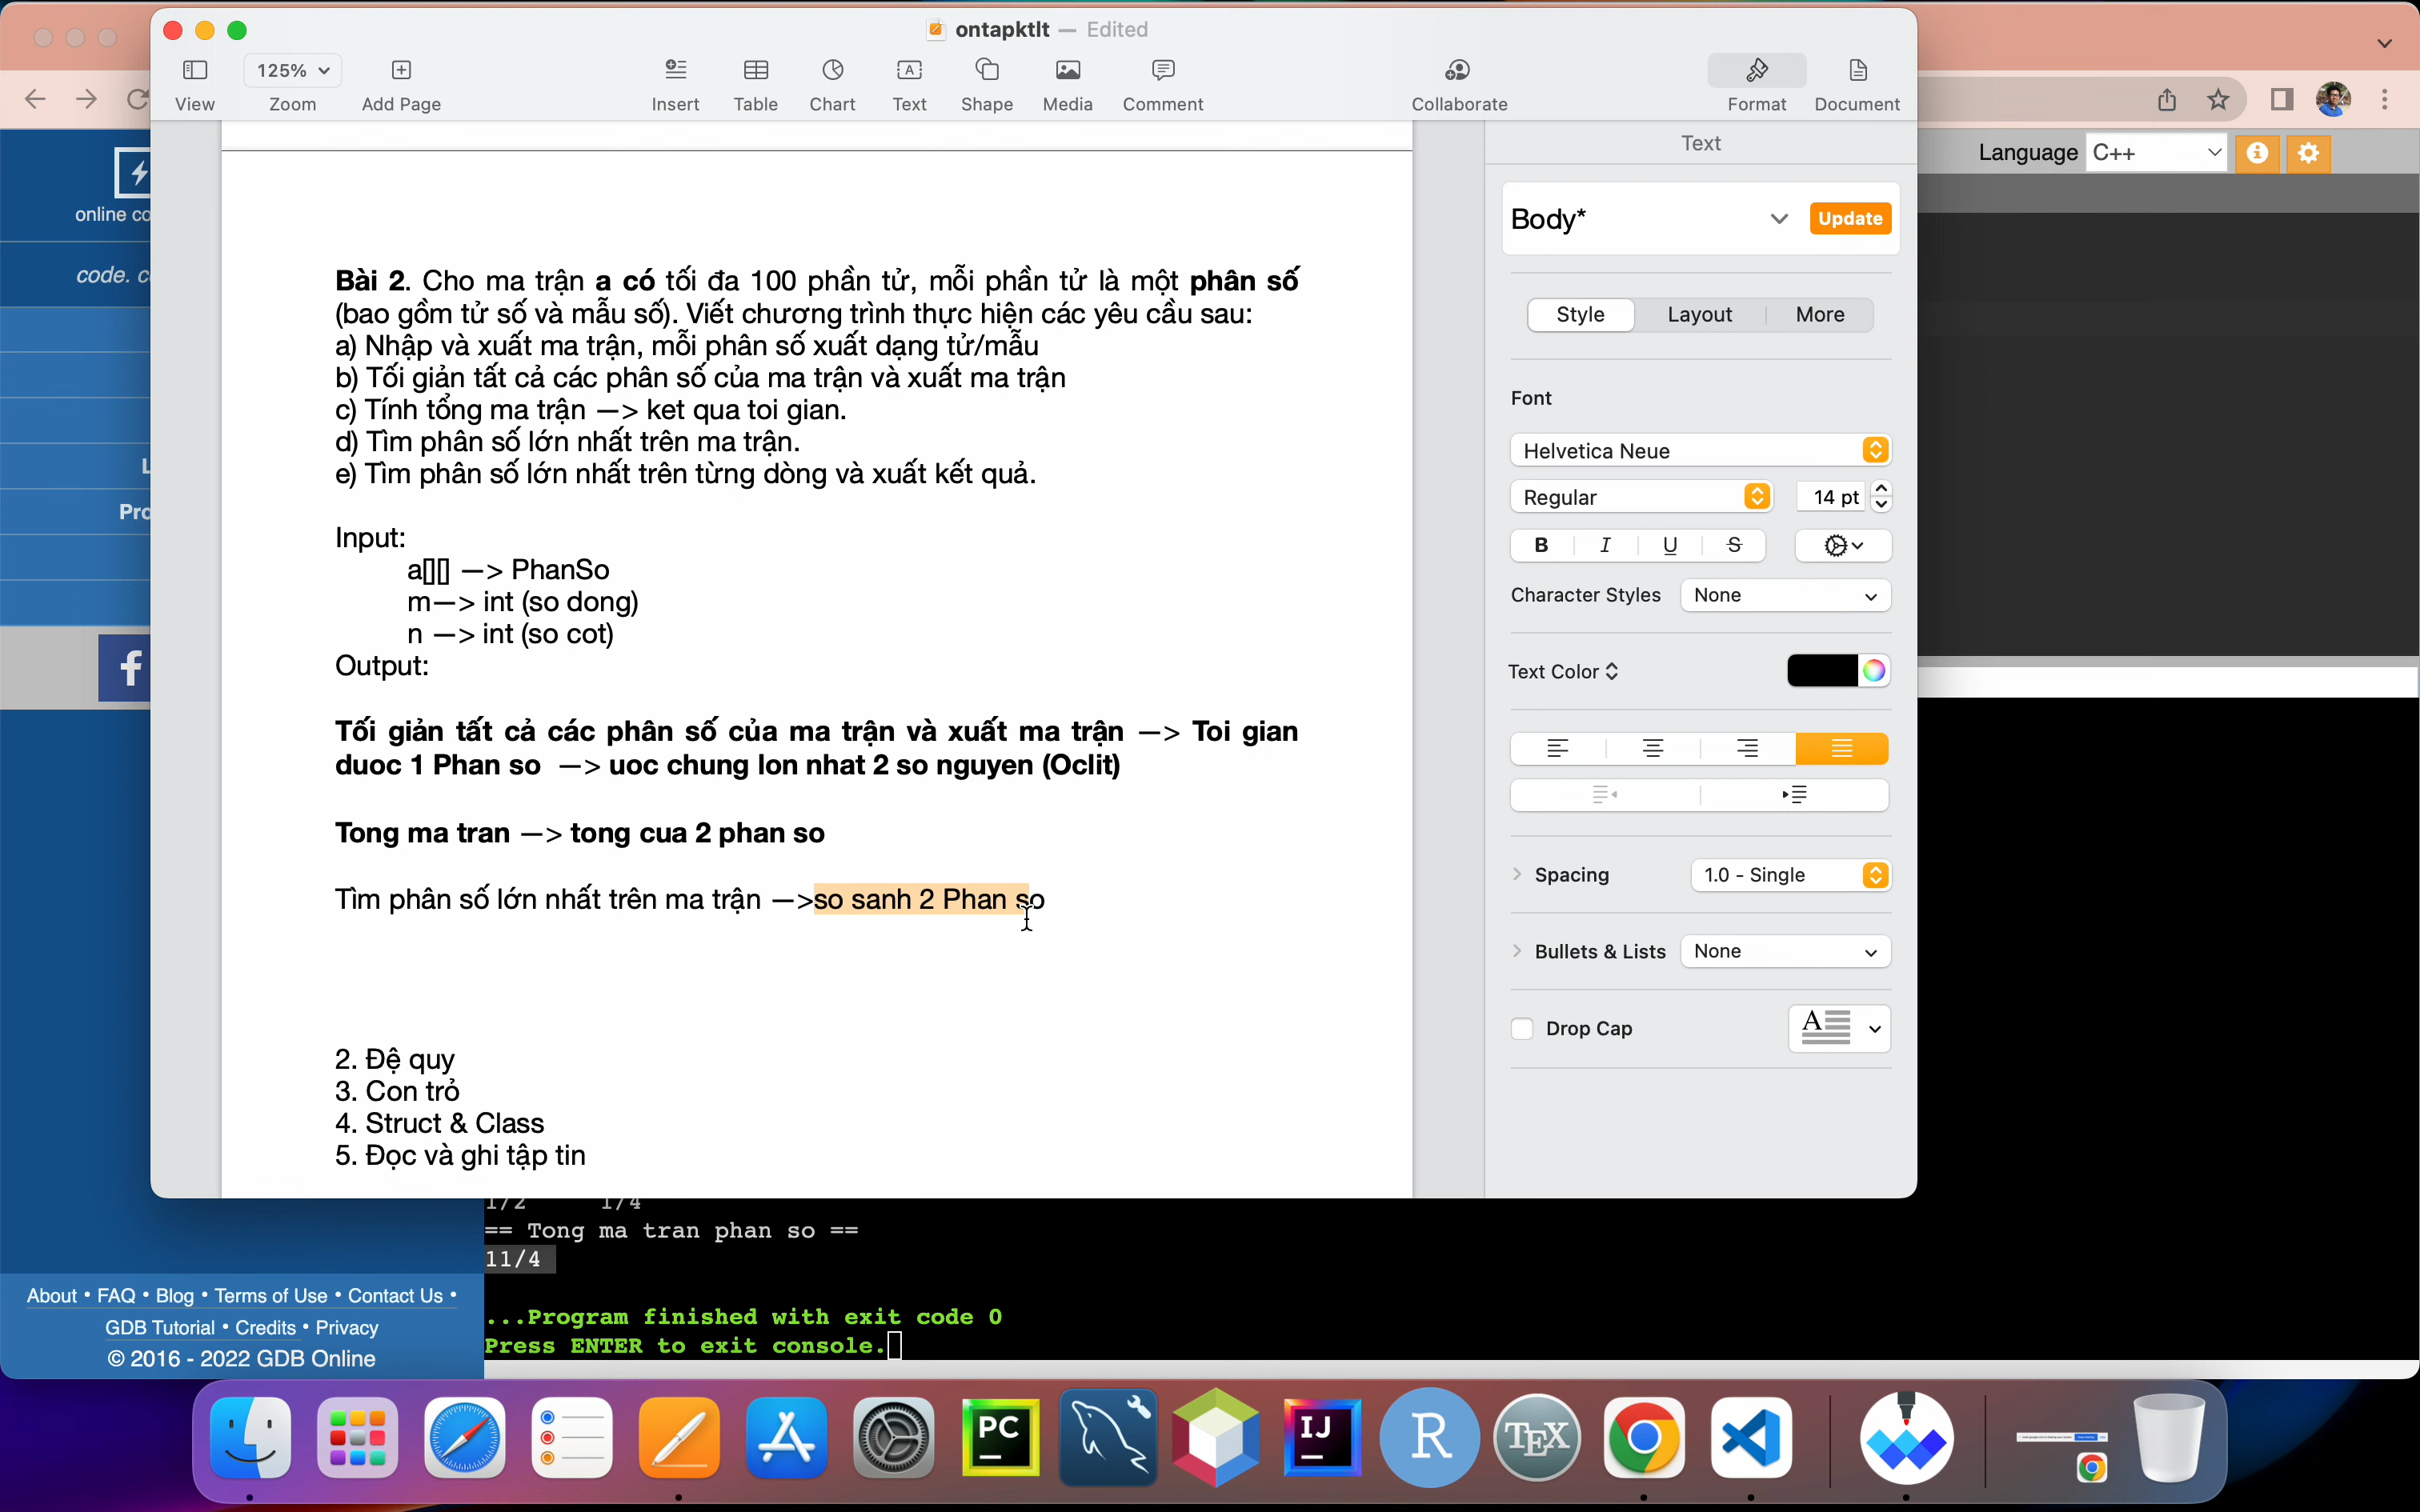 ontapktlt — Edited
125%
View
Zoom
Add Page
Insert
Table
Chart
Text
Shape
Media
Comment
Collaborate
Format
Document
Text
Language C++
online co
code. c
Pro
Bài 2. Cho ma trận a có tối đa 100 phần tử, mỗi phần tử là một phân số
(bao gồm tử số và mẫu số). Viết chương trình thực hiện các yêu cầu sau:
a) Nhập và xuất ma trận, mỗi phân số xuất dạng tử/mẫu
b) Tối giản tất cả các phân số của ma trận và xuất ma trận
c) Tính tổng ma trận —> ket qua toi gian.
d) Tìm phân số lớn nhất trên ma trận.
e) Tìm phân số lớn nhất trên từng dòng và xuất kết quả.
Input:
a[][] —> PhanSo
m—> int (so dong)
n —> int (so cot)
Output:
Tối giản tất cả các phân số của ma trận và xuất ma trận —> Toi gian
duoc 1 Phan so —> uoc chung lon nhat 2 so nguyen (Oclit)
Tong ma tran —> tong cua 2 phan so
Tìm phân số lớn nhất trên ma trận —>so sanh 2 Phan so
2. Đệ quy
3. Con trỏ
4. Struct & Class
5. Đọc và ghi tập tin
Body*
Update
Style
Layout
More
Font
Helvetica Neue
Regular
14 pt
B I U S
Character Styles
None
Text Color
Spacing
1.0 - Single
Bullets & Lists
None
Drop Cap
A
1/2 1/4
== Tong ma tran phan so ==
11/4
...Program finished with exit code 0
Press ENTER to exit console.
About • FAQ • Blog • Terms of Use • Contact Us •
GDB Tutorial • Credits • Privacy
© 2016 - 2022 GDB Online
PC
IJ
R
TEX